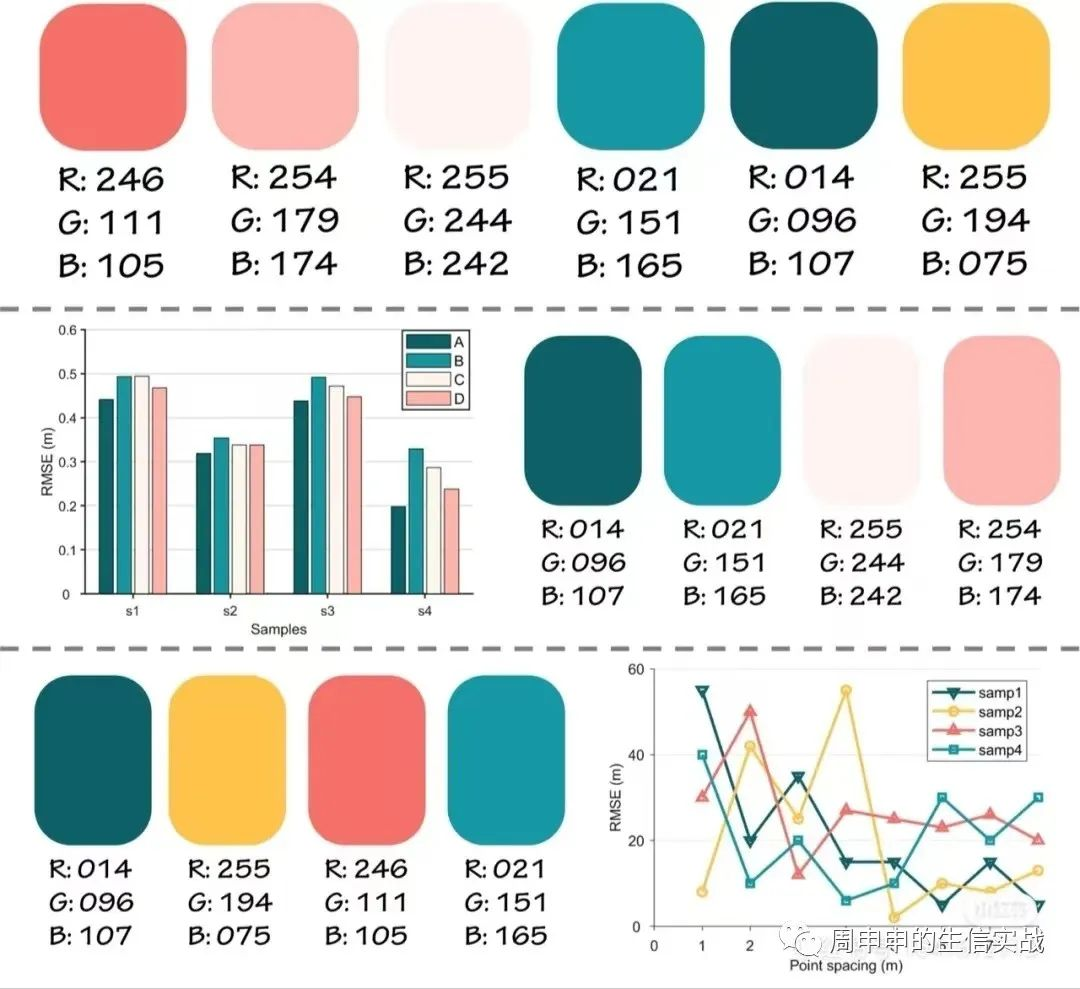 R: 246
G: 111
B: 105
R: 254
G: 179
B: 174
R: 255
G: 244
B: 242
R: 021
G: 151
B: 165
R: 014
G: 096
B: 107
R: 255
G: 194
B: 075
0.6
0.5
0.4
0.3
0.2
0.1
0
RMSE (m)
A
B
C
D
s1
s2
s3
s4
Samples
R: 014
G: 096
B: 107
R: 021
G: 151
B: 165
R: 255
G: 244
B: 242
R: 254
G: 179
B: 174
R: 014
G: 096
B: 107
R: 255
G: 194
B: 075
R: 246
G: 111
B: 105
R: 021
G: 151
B: 165
60
40
20
0
RMSE (m)
samp1
samp2
samp3
samp4
0
1
2
Point spacing (m)
周申申的生信实战